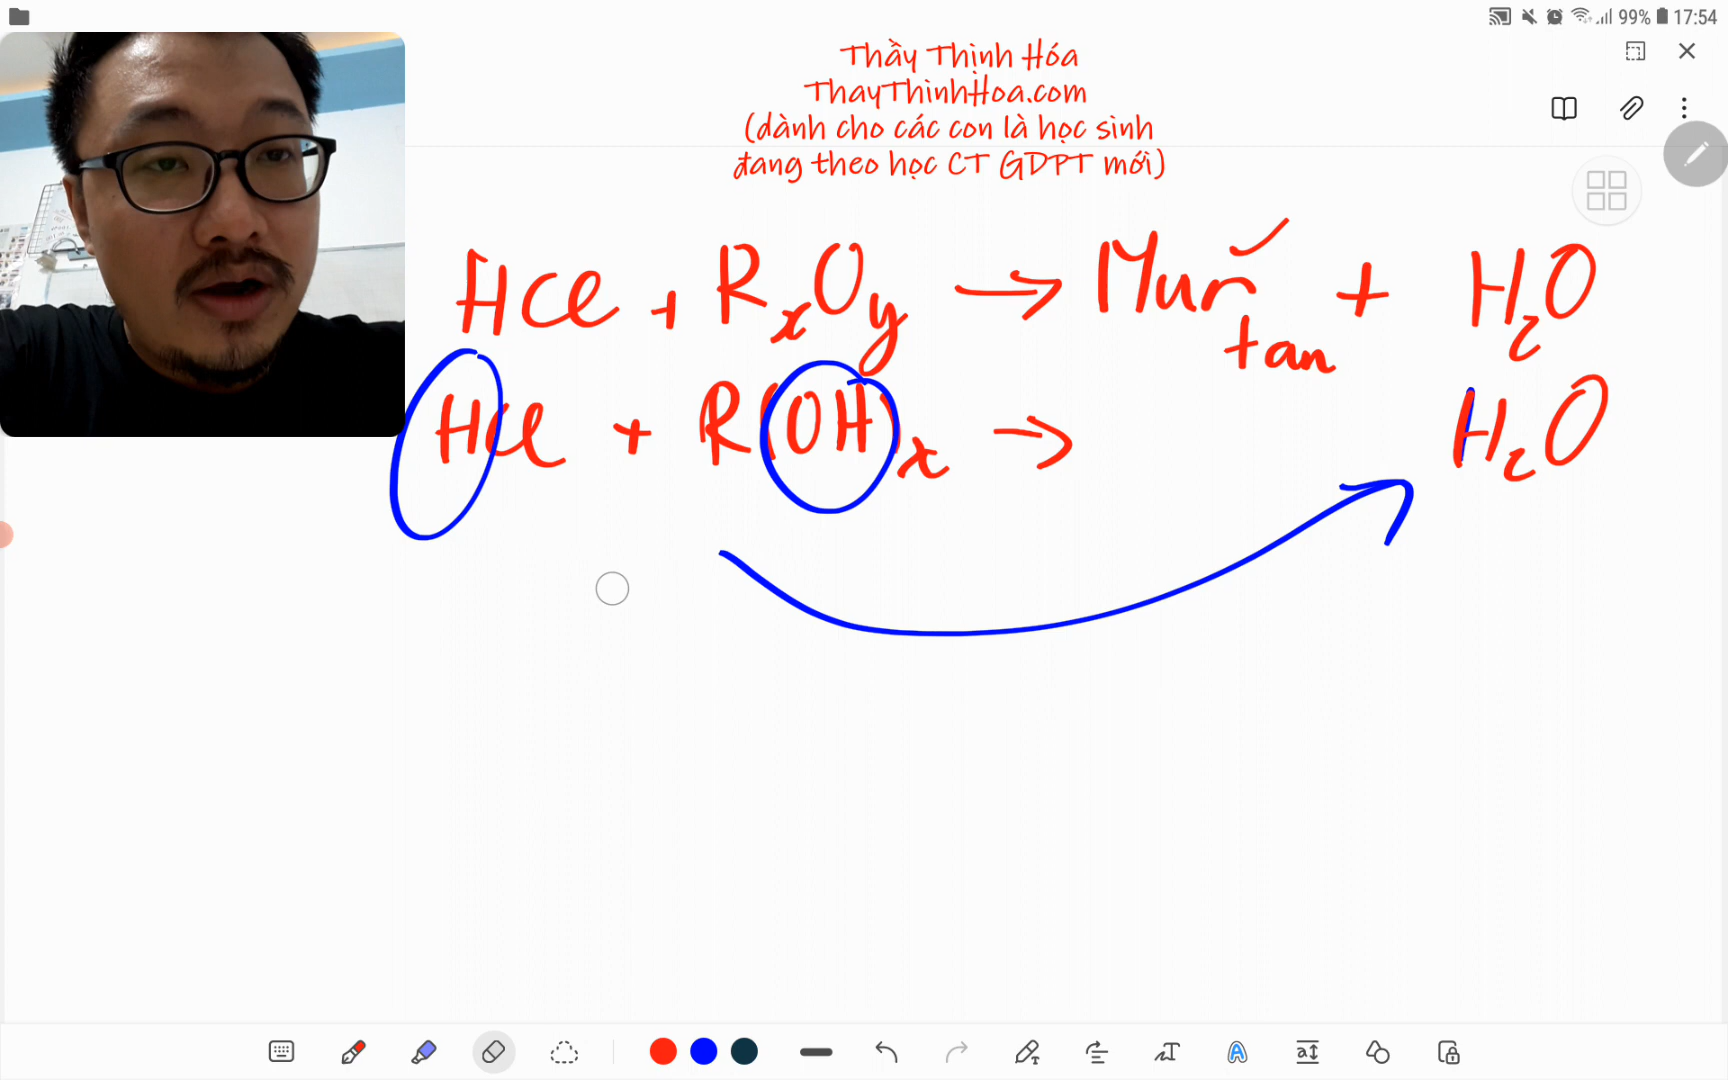 99% 17:54
Thầy Thịnh Hóa
ThayThinhHoa.com
(dành cho các con là học sinh
đang theo học CT GDPT mới)
HCl + RxOy → Muối + H2O
tan
HCl + R(OH)x → H2O